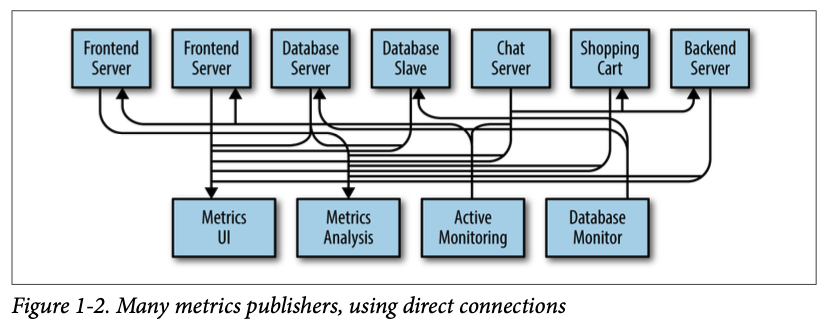 Frontend
Server
Frontend
Server
Database
Server
Database
Slave
Chat
Server
Shopping
Cart
Backend
Server
Metrics
UI
Metrics
Analysis
Active
Monitoring
Database
Monitor
Figure 1-2. Many metrics publishers, using direct connections